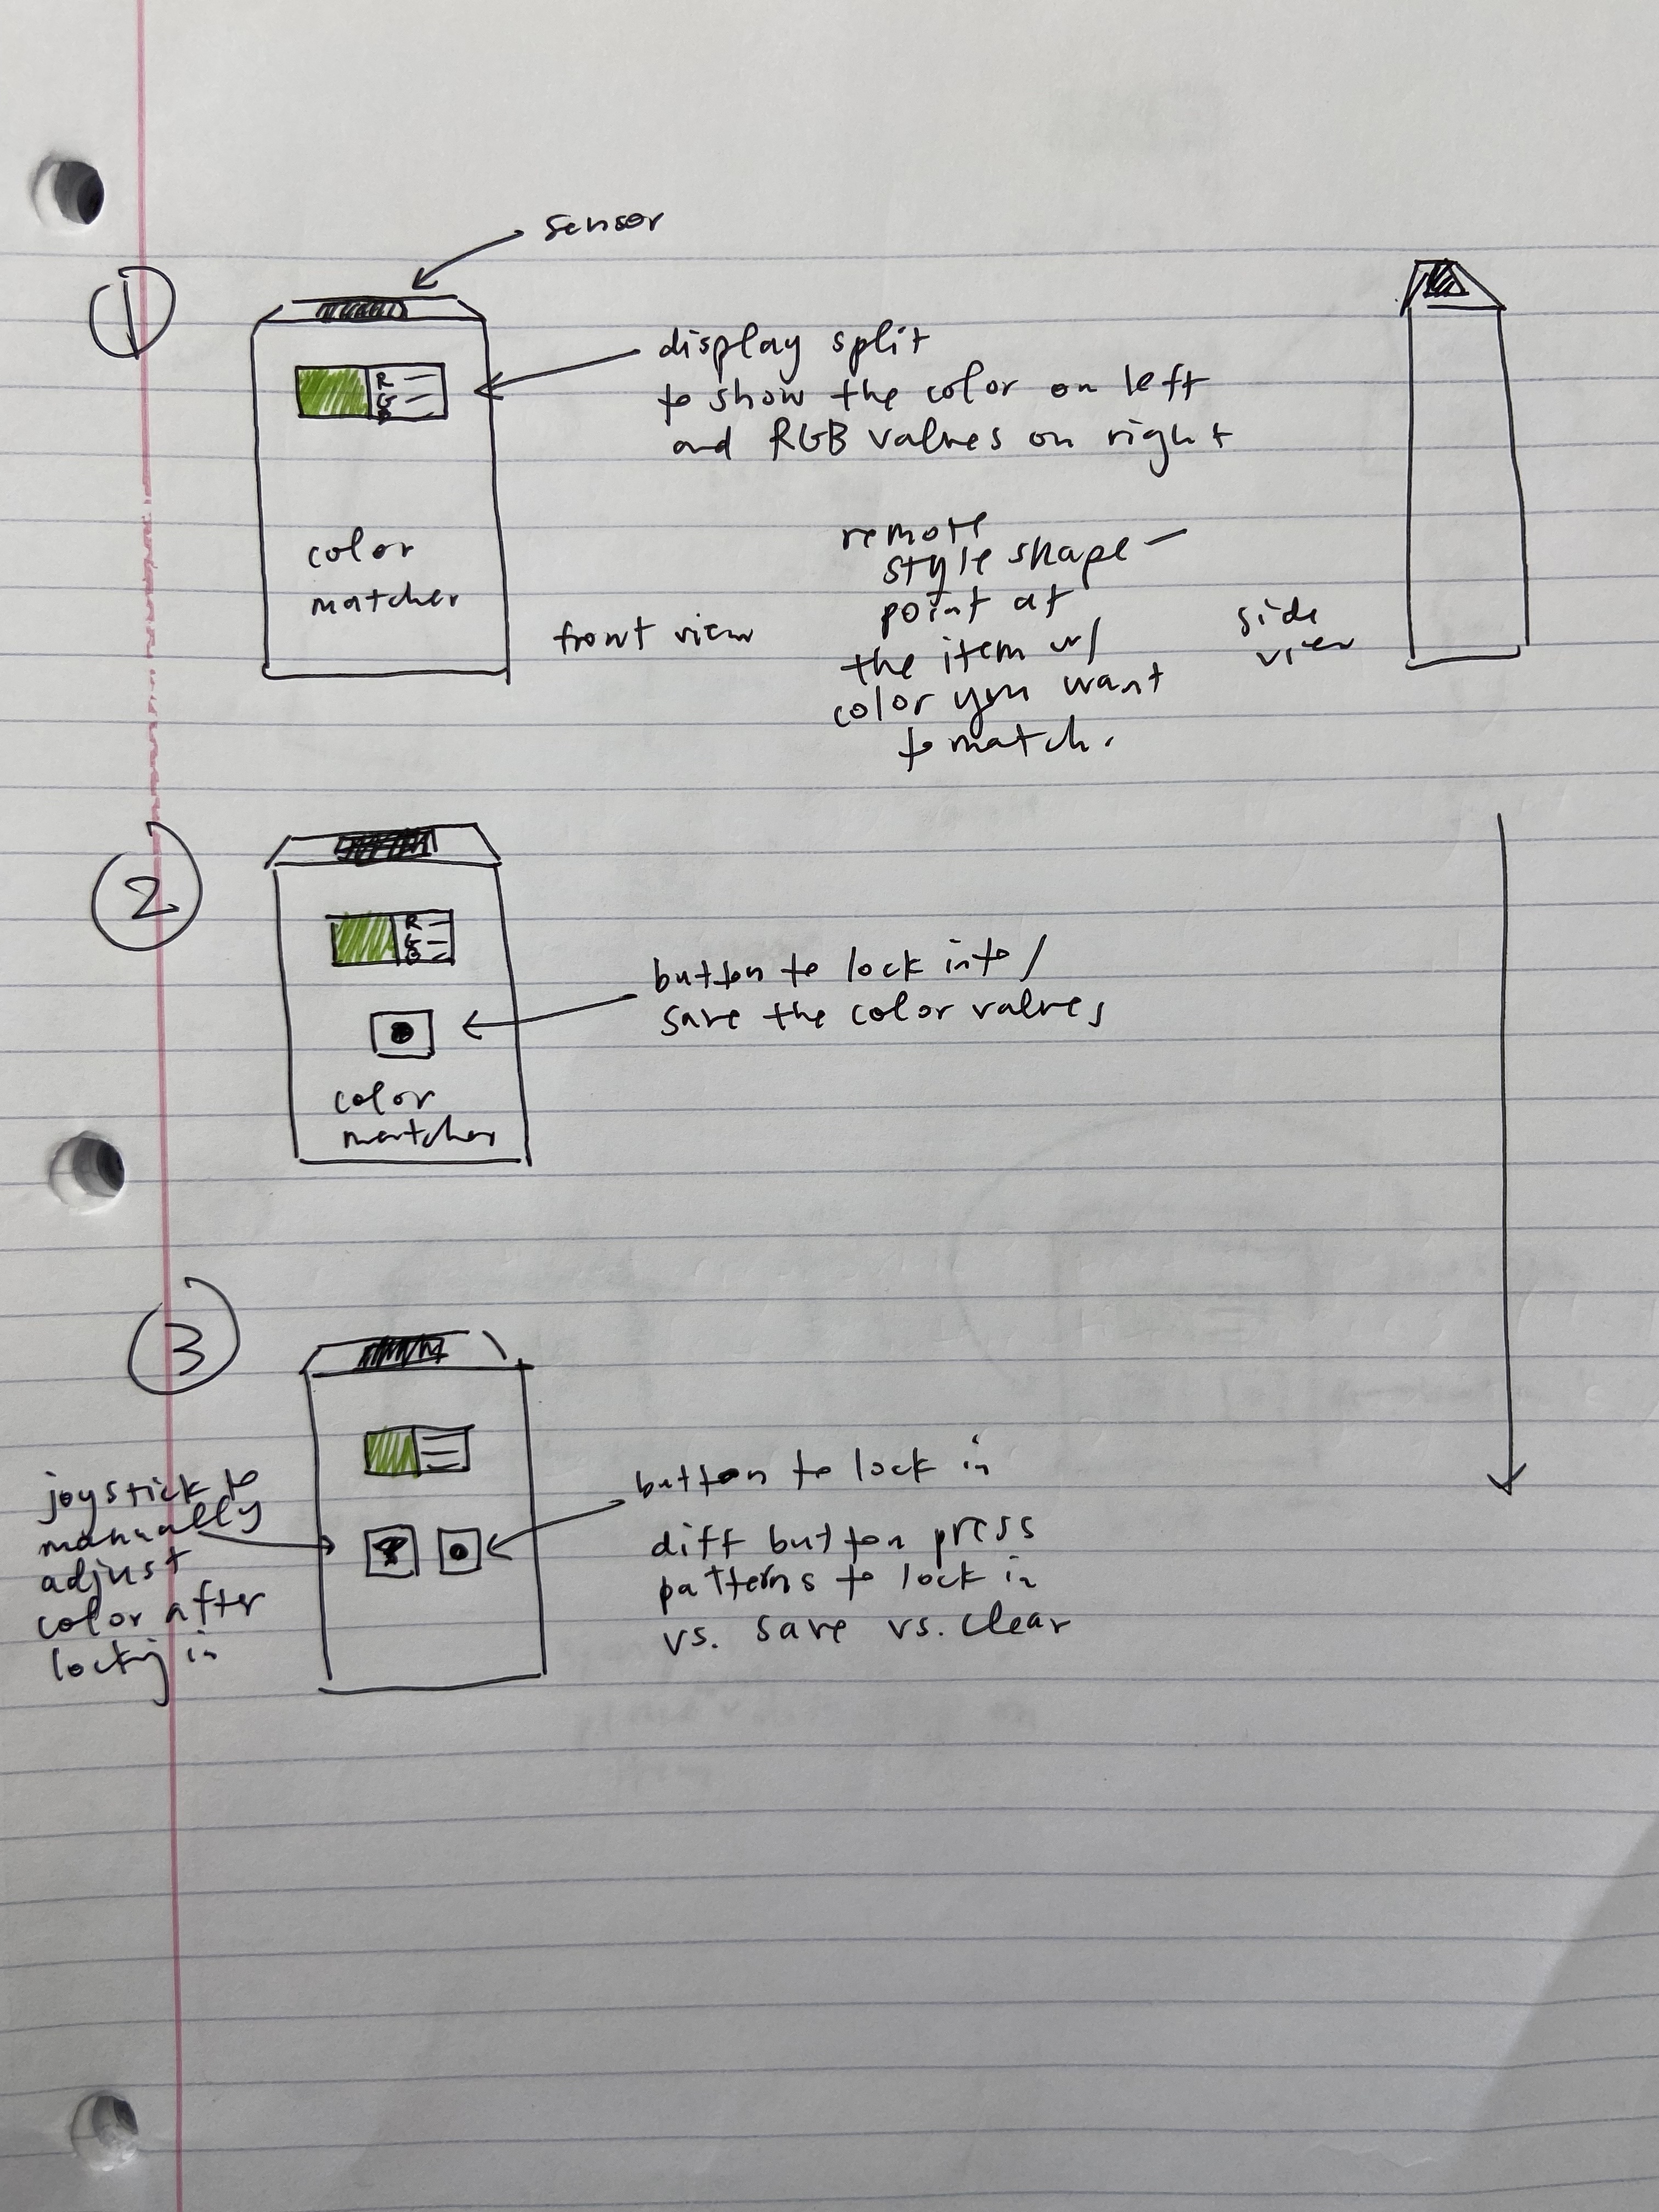 1
sensor
R
G
B
display split
to show the color on left
and RGB values on right
color
matcher
front view
remote
style shape -
point at
the item w/
color you want
to match.
side
view
2
R
G
B
button to lock into/
save the color values
color
matcher
3
joystick to
manually
adjust
color after
locking in
button to lock in
diff button press
patterns to lock in
vs. save vs. clear